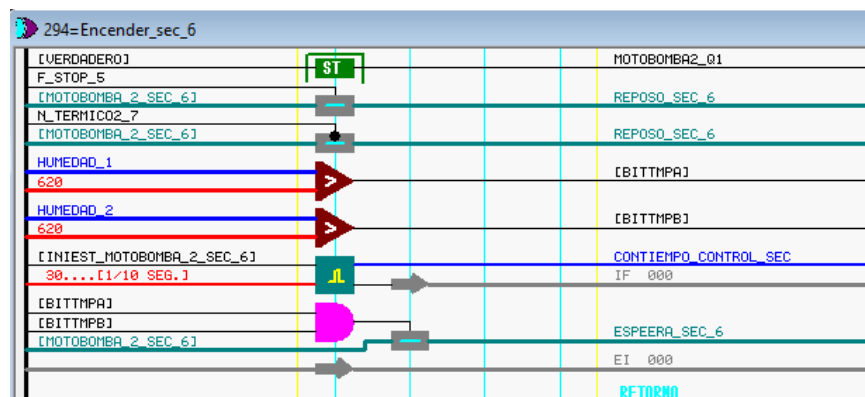 294=Encender_sec_6
[VERDADERO] ST MOTOBOMBA2_Q1
F_STOP_5
[MOTOBOMBA_2_SEC_6] REPOSO_SEC_6
N_TERMICO2_7
[MOTOBOMBA_2_SEC_6] REPOSO_SEC_6
HUMEDAD_1
620 > [BITTMPA]
HUMEDAD_2
620 > [BITTMPB]
[INIEST_MOTOBOMBA_2_SEC_6] CONTIEMPO_CONTROL_SEC
30....[1/10 SEG.] IF 000
[BITTMPA]
[BITTMPB] ESPEERA_SEC_6
[MOTOBOMBA_2_SEC_6]
EI 000
RETORNO